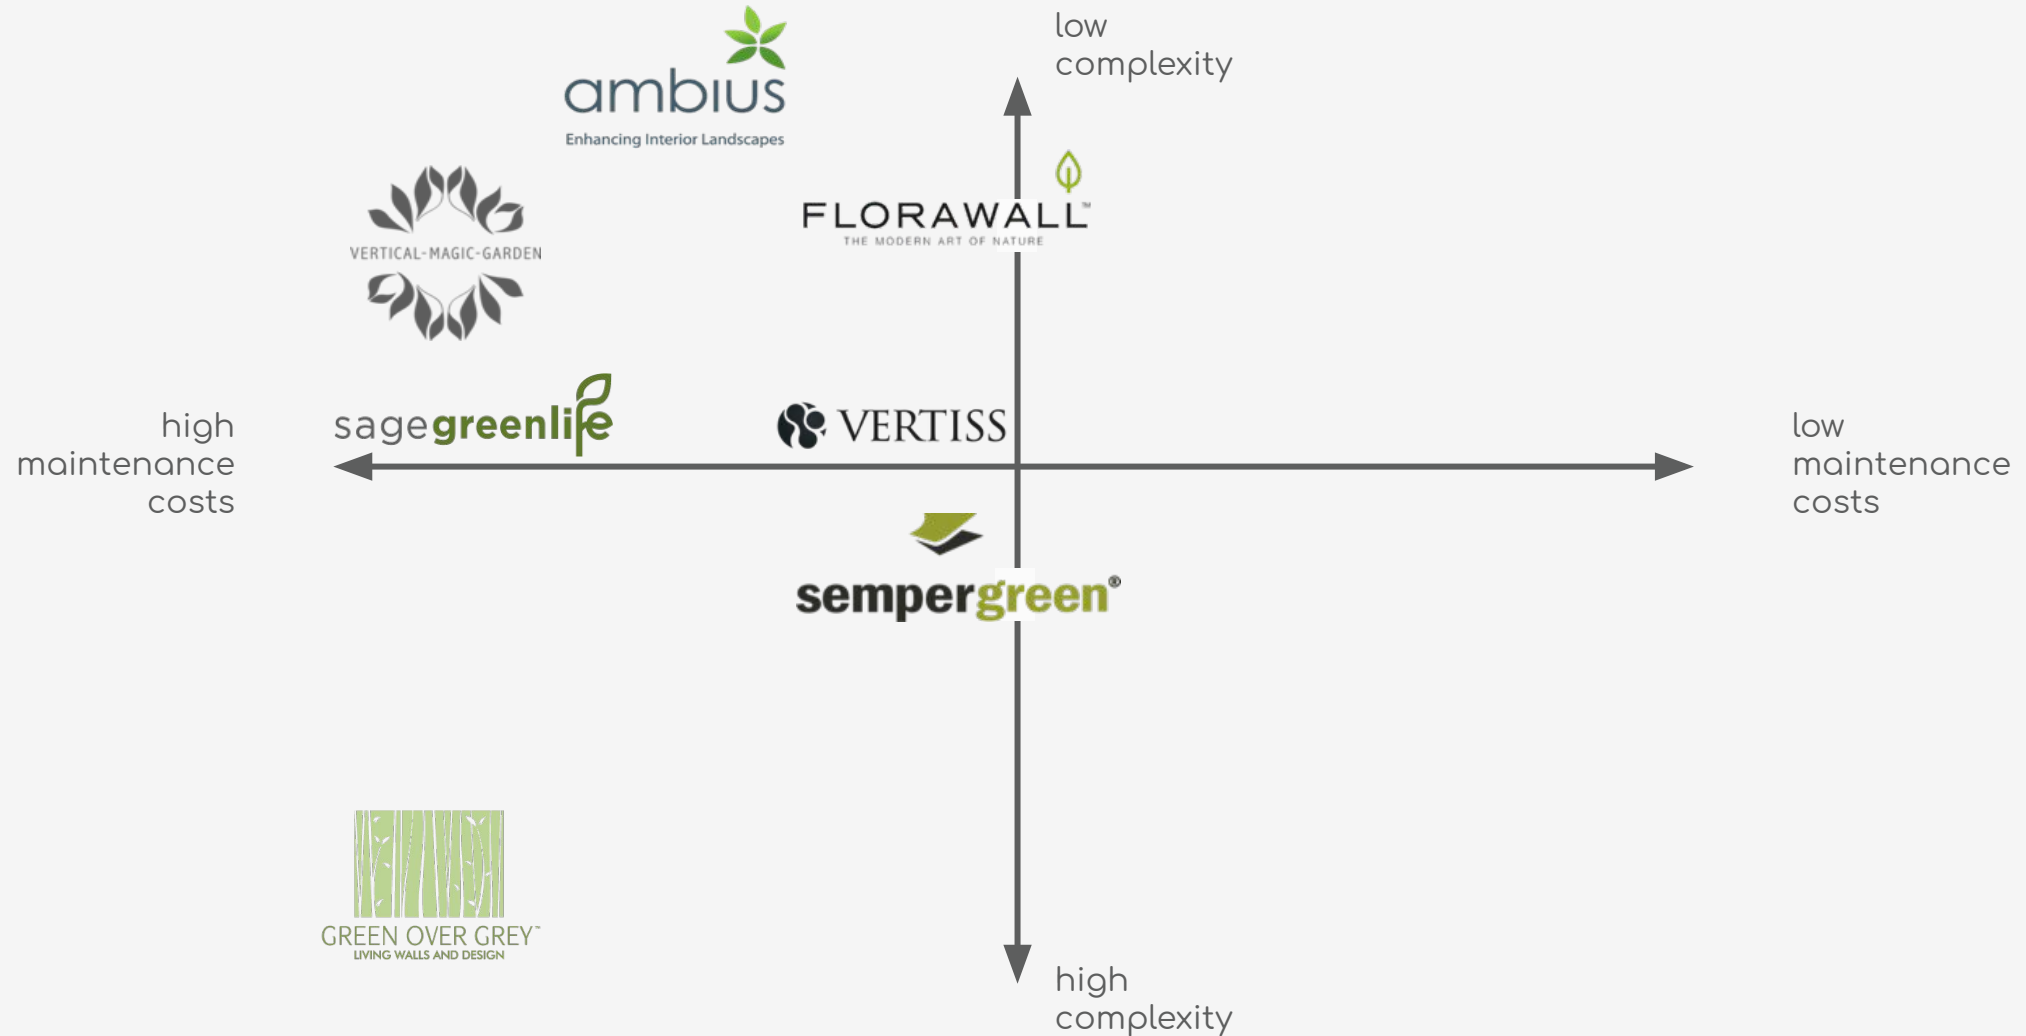 low
complexity
ambius
Enhancing Interior Landscapes
FLORAWALL™
THE MODERN ART OF NATURE
VERTICAL-MAGIC-GARDEN
sagegreenlife
VERTISS
high
maintenance
costs
low
maintenance
costs
sempergreen®
GREEN OVER GREY™
LIVING WALLS AND DESIGN
high
complexity